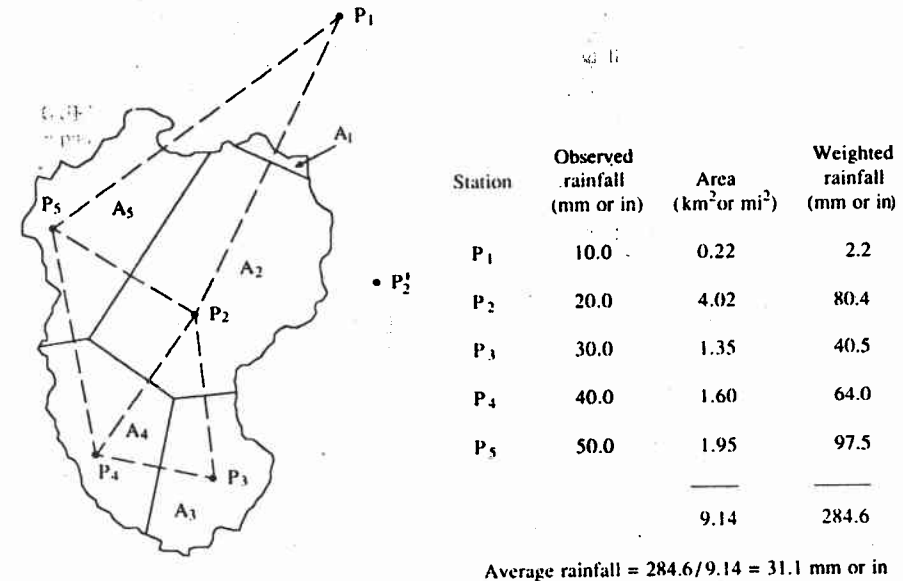 P1
A1
P5
A5
A2
P'2
P2
A4
P4
P3
A3
Station Observed rainfall (mm or in) Area (km²or mi²) Weighted rainfall (mm or in)
P1 10.0 0.22 2.2
P2 20.0 4.02 80.4
P3 30.0 1.35 40.5
P4 40.0 1.60 64.0
P5 50.0 1.95 97.5
9.14 284.6
Average rainfall = 284.6/9.14 = 31.1 mm or in